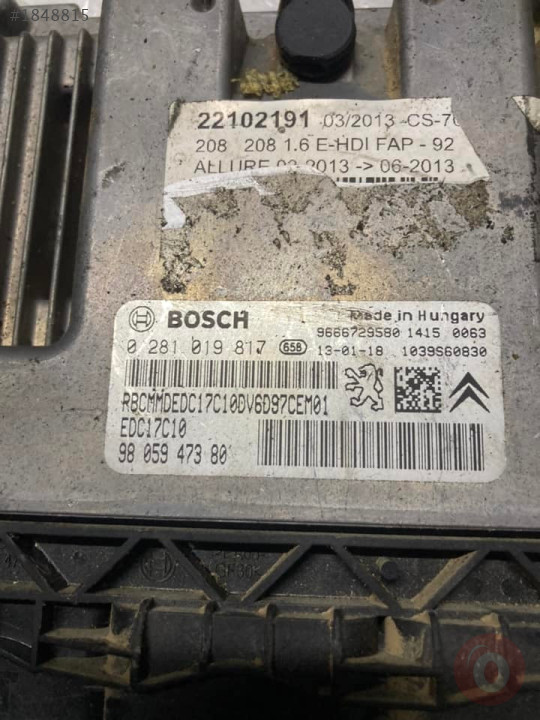 #1848815
22102191 03/2013 CS-70
208 208 1.6 E-HDI FAP - 92
ALLURE 02-2013 -> 06-2013
BOSCH Made in Hungary
9666729580 1415 0063
0 281 019 817 658 13-01-18 1039S60830
RBCMMDEDC17C10DV6D97CEM01
EDC17C10
98 059 473 80